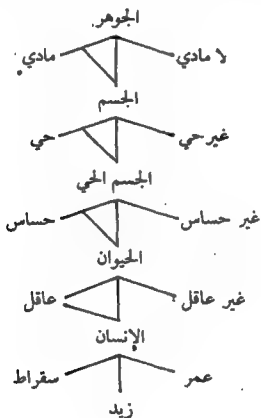 الجوهر
لا مادي مادي
الجسم
غير حي حي
الجسم الحي
غير حساس حساس
الحيوان
غير عاقل عاقل
الإنسان
عمر سقراط
زيد